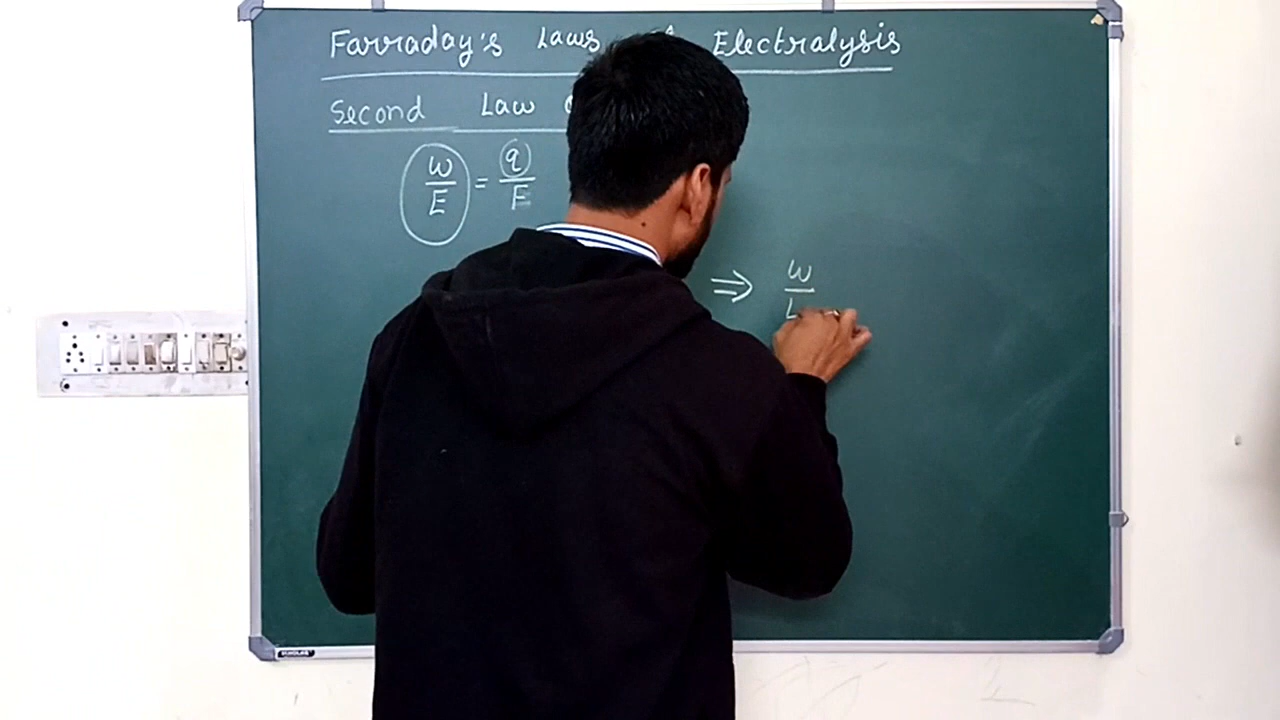 Farraday's Laws Electralysis
Second Law
w/E = q/F
⇒ w/